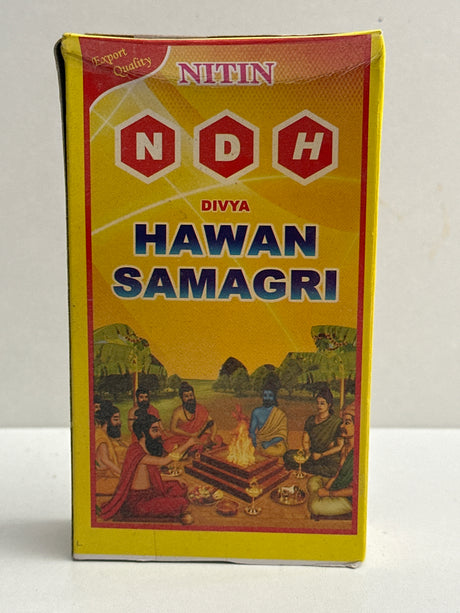 Export
Quality
NITIN
N D H
DIVYA
HAWAN
SAMAGRI